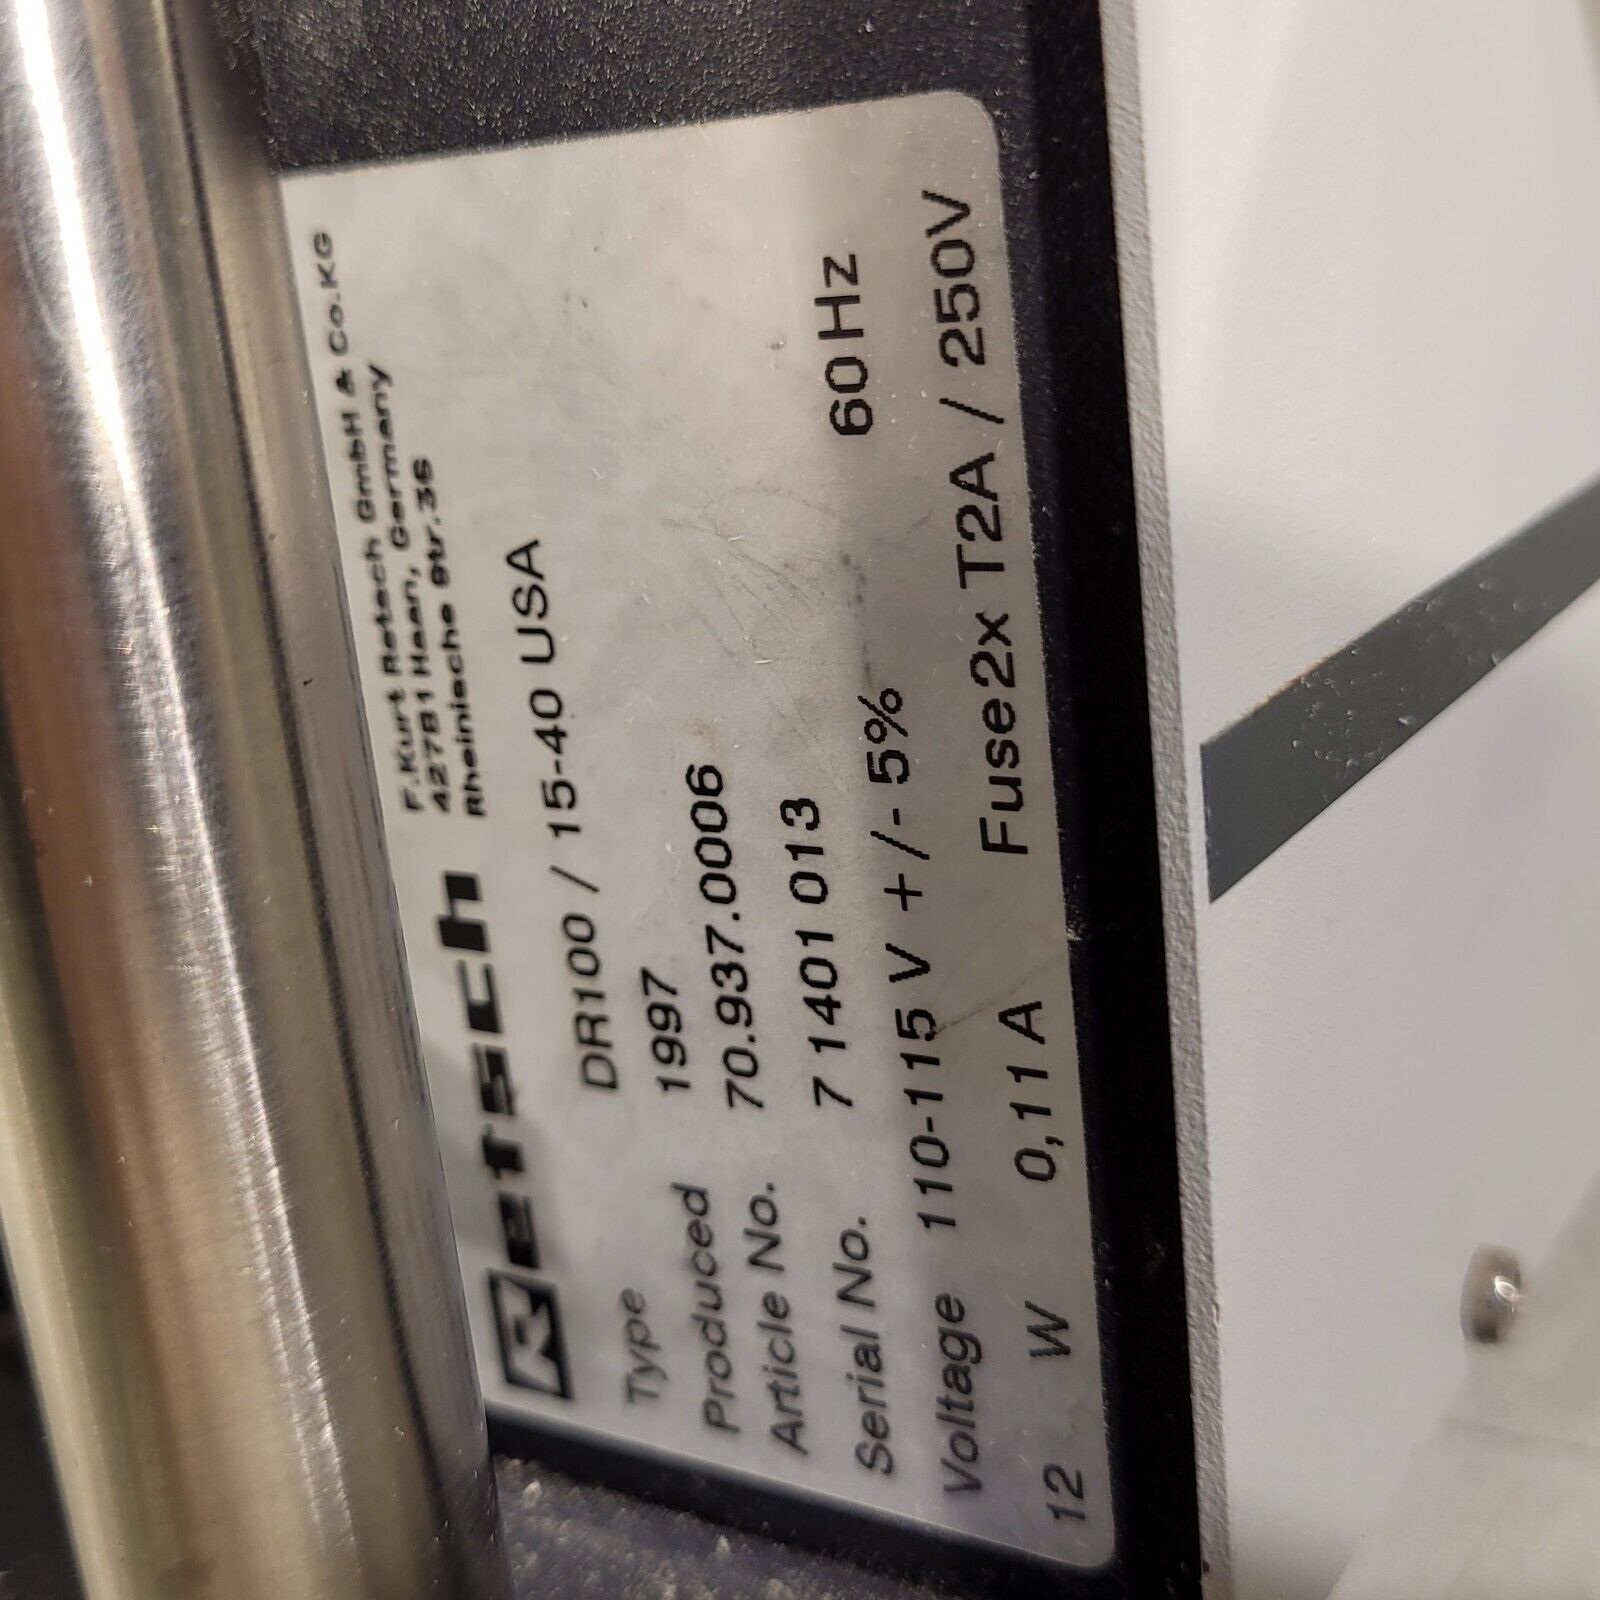 Retsch
F.Kurt Retsch GmbH & Co.KG
42781 Haan, Germany
Rheinische Str.36
Type DR100 / 15-40 USA
Produced 1997
Article No. 70.937.0006
Serial No. 7 1401 013
Voltage 110-115 V +/- 5% 60Hz
12 W 0,11 A Fuse2x T2A / 250V